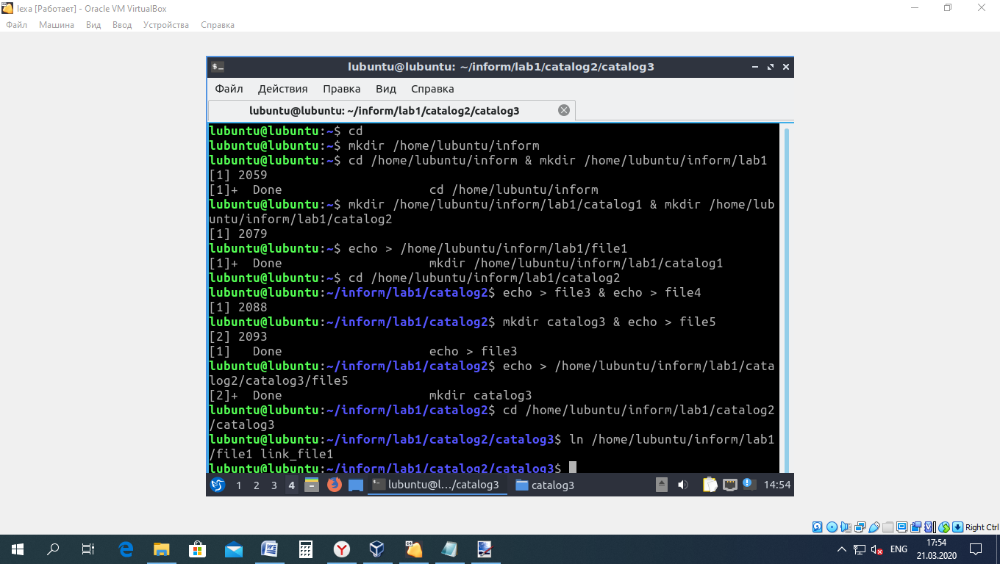 lexa [Работает] - Oracle VM VirtualBox
Файл Машина Вид Ввод Устройства Справка
lubuntu@lubuntu: ~/inform/lab1/catalog2/catalog3
Файл Действия Правка Вид Справка
lubuntu@lubuntu: ~/inform/lab1/catalog2/catalog3
lubuntu@lubuntu:~$ cd
lubuntu@lubuntu:~$ mkdir /home/lubuntu/inform
lubuntu@lubuntu:~$ cd /home/lubuntu/inform & mkdir /home/lubuntu/inform/lab1
[1] 2059
[1]+  Done                    cd /home/lubuntu/inform
lubuntu@lubuntu:~$ mkdir /home/lubuntu/inform/lab1/catalog1 & mkdir /home/lub
untu/inform/lab1/catalog2
[1] 2079
lubuntu@lubuntu:~$ echo > /home/lubuntu/inform/lab1/file1
[1]+  Done                    mkdir /home/lubuntu/inform/lab1/catalog1
lubuntu@lubuntu:~$ cd /home/lubuntu/inform/lab1/catalog2
lubuntu@lubuntu:~/inform/lab1/catalog2$ echo > file3 & echo > file4
[1] 2088
lubuntu@lubuntu:~/inform/lab1/catalog2$ mkdir catalog3 & echo > file5
[2] 2093
[1]   Done                    echo > file3
lubuntu@lubuntu:~/inform/lab1/catalog2$ echo > /home/lubuntu/inform/lab1/cata
log2/catalog3/file5
[2]+  Done                    mkdir catalog3
lubuntu@lubuntu:~/inform/lab1/catalog2$ cd /home/lubuntu/inform/lab1/catalog2
/catalog3
lubuntu@lubuntu:~/inform/lab1/catalog2/catalog3$ ln /home/lubuntu/inform/lab1
/file1 link_file1
lubuntu@lubuntu:~/inform/lab1/catalog2/catalog3$
1 2 3 4 lubuntu@l…/catalog3 catalog3 14:54
Right Ctrl
ENG 17:54
21.03.2020